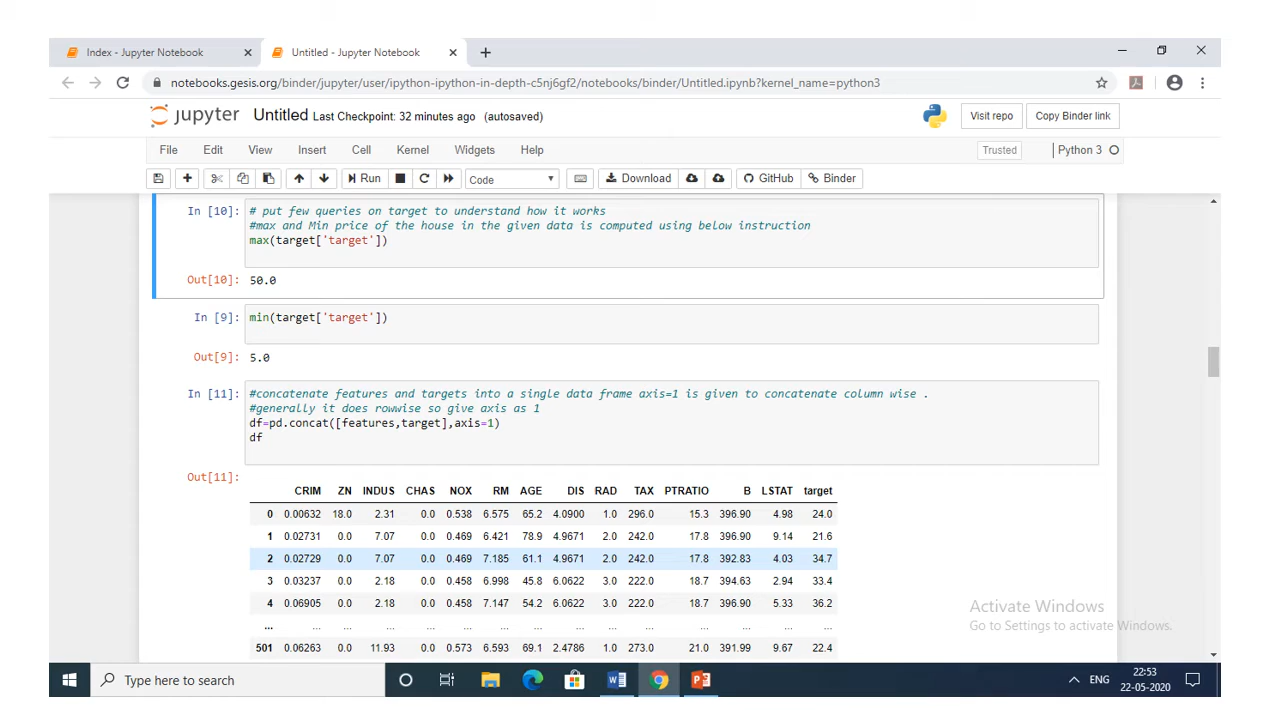 Index - Jupyter Notebook
Untitled - Jupyter Notebook
notebooks.gesis.org/binder/jupyter/user/ipython-ipython-in-depth-c5nj6gf2/notebooks/binder/Untitled.ipynb?kernel_name=python3
jupyter Untitled Last Checkpoint: 32 minutes ago (autosaved)
Visit repo Copy Binder link
File Edit View Insert Cell Kernel Widgets Help Trusted Python 3
Run Code Download GitHub Binder
In [10]: # put few queries on target to understand how it works
#max and Min price of the house in the given data is computed using below instruction
max(target['target'])
Out[10]: 50.0
In [9]: min(target['target'])
Out[9]: 5.0
In [11]: #concatenate features and targets into a single data frame axis=1 is given to concatenate column wise .
#generally it does rowwise so give axis as 1
df=pd.concat([features,target],axis=1)
df
Out[11]:
CRIM ZN INDUS CHAS NOX RM AGE DIS RAD TAX PTRATIO B LSTAT target
0 0.00632 18.0 2.31 0.0 0.538 6.575 65.2 4.0900 1.0 296.0 15.3 396.90 4.98 24.0
1 0.02731 0.0 7.07 0.0 0.469 6.421 78.9 4.9671 2.0 242.0 17.8 396.90 9.14 21.6
2 0.02729 0.0 7.07 0.0 0.469 7.185 61.1 4.9671 2.0 242.0 17.8 392.83 4.03 34.7
3 0.03237 0.0 2.18 0.0 0.458 6.998 45.8 6.0622 3.0 222.0 18.7 394.63 2.94 33.4
4 0.06905 0.0 2.18 0.0 0.458 7.147 54.2 6.0622 3.0 222.0 18.7 396.90 5.33 36.2
... ... ... ... ... ... ... ... ... ... ... ... ... ... ...
501 0.06263 0.0 11.93 0.0 0.573 6.593 69.1 2.4786 1.0 273.0 21.0 391.99 9.67 22.4
Activate Windows
Go to Settings to activate Windows.
Type here to search
ENG
22:53
22-05-2020